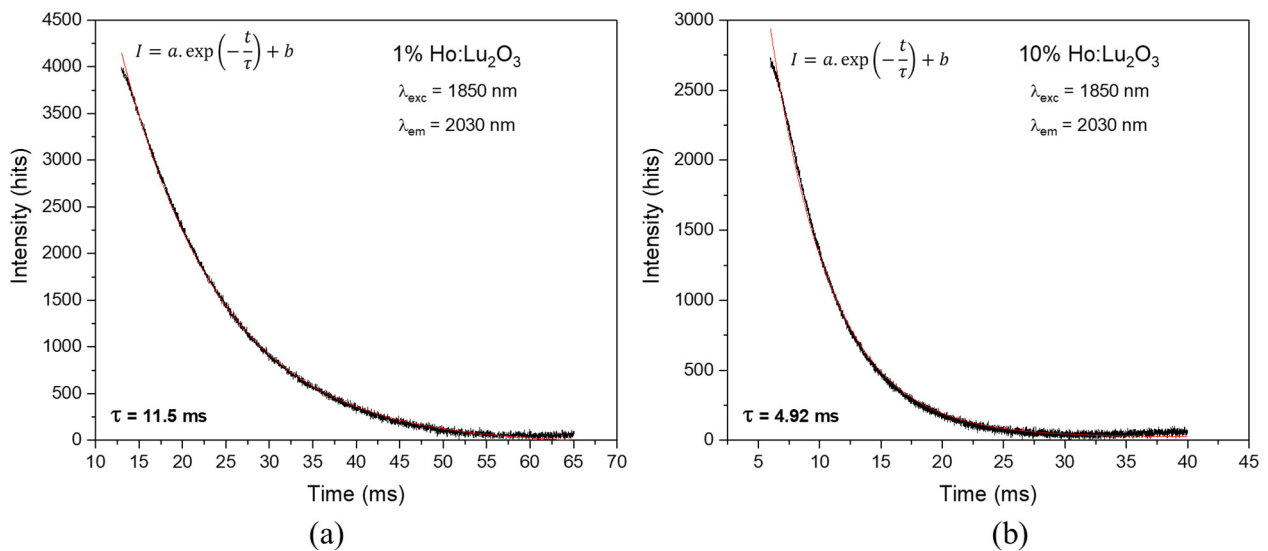 4500
4000
3500
3000
2500
2000
1500
1000
500
0
Intensity (hits)
I = a. exp(−t/τ) + b
1% Ho:Lu₂O₃
λexc = 1850 nm
λem = 2030 nm
τ = 11.5 ms
10 15 20 25 30 35 40 45 50 55 60 65 70
Time (ms)
(a)
3000
2500
2000
1500
1000
500
0
Intensity (hits)
I = a. exp(−t/τ) + b
10% Ho:Lu₂O₃
λexc = 1850 nm
λem = 2030 nm
τ = 4.92 ms
5 10 15 20 25 30 35 40 45
Time (ms)
(b)